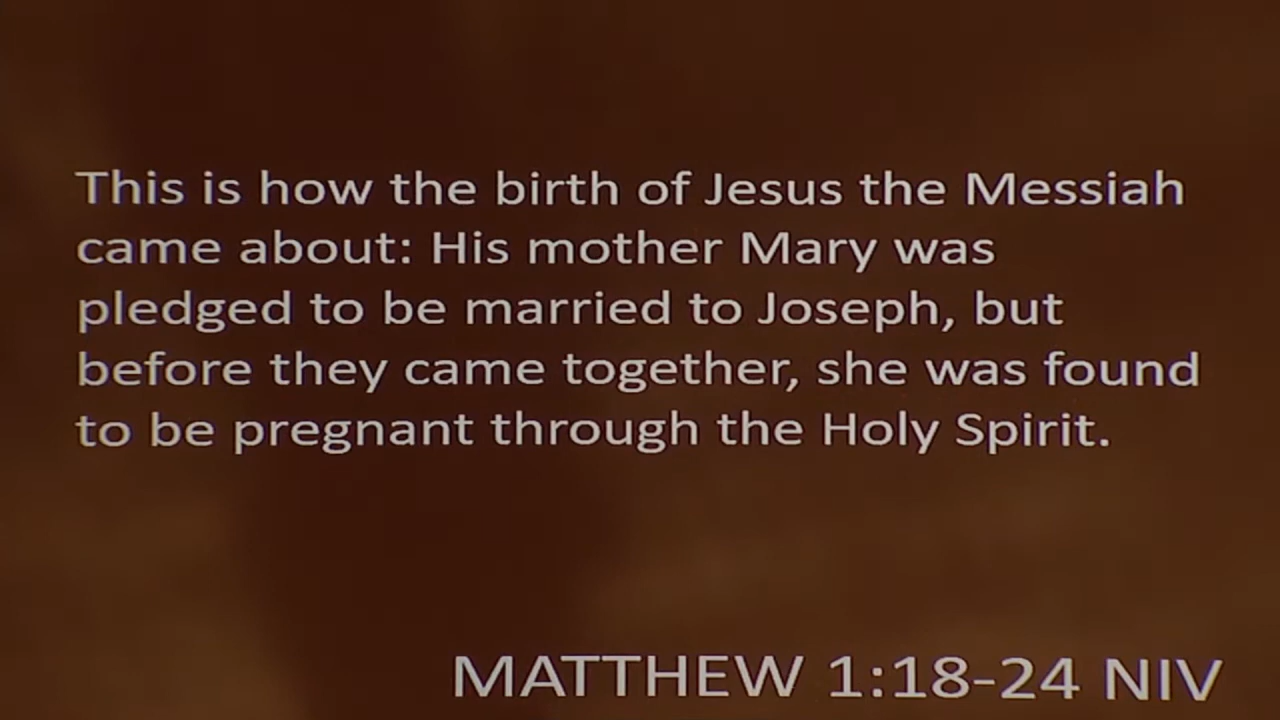 This is how the birth of Jesus the Messiah
came about: His mother Mary was
pledged to be married to Joseph, but
before they came together, she was found
to be pregnant through the Holy Spirit.
MATTHEW 1:18-24 NIV